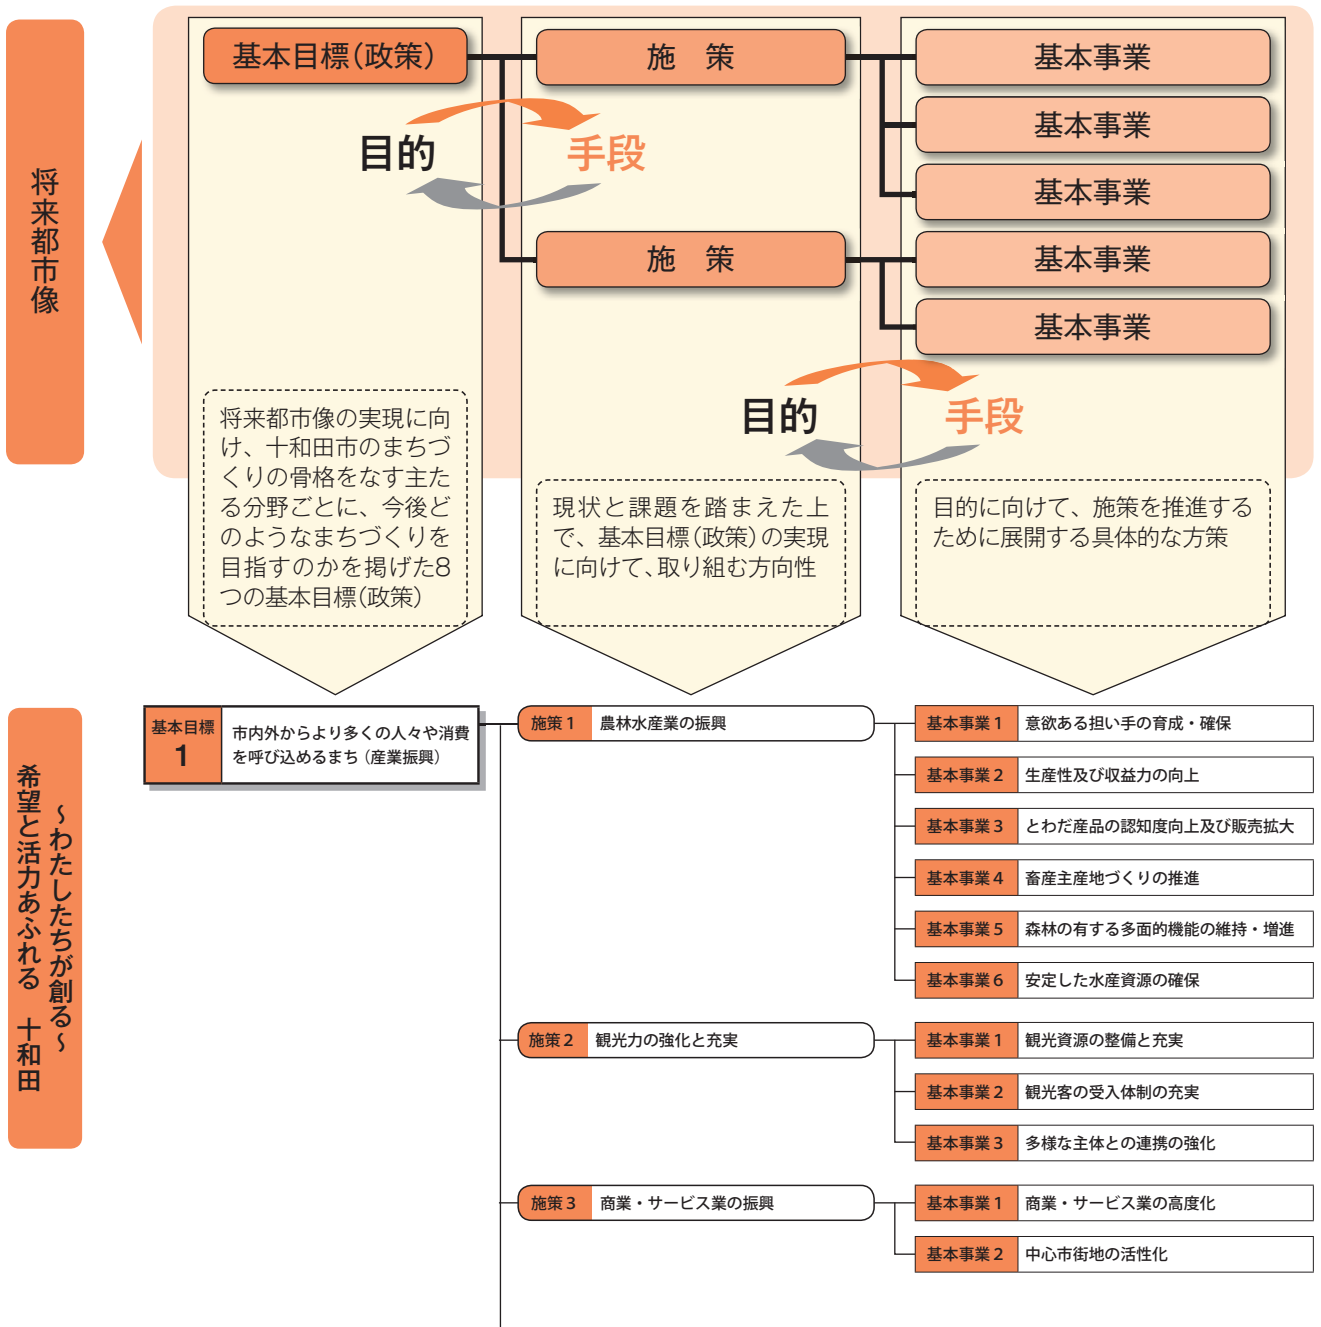 将来都市像
基本目標(政策)
施　策
基本事業
基本事業
基本事業
目的
手段
施　策
基本事業
基本事業
目的
手段
将来都市像の実現に向
け、十和田市のまちづ
くりの骨格をなす主た
る分野ごとに、今後ど
のようなまちづくりを
目指すのかを掲げた8
つの基本目標(政策)
現状と課題を踏まえた上
で、基本目標(政策)の実現
に向けて、取り組む方向性
目的に向けて、施策を推進する
ために展開する具体的な方策
～わたしたちが創る～
希望と活力あふれる　十和田
基本目標
1
市内外からより多くの人々や消費
を呼び込めるまち（産業振興）
施策1 農林水産業の振興
基本事業1 意欲ある担い手の育成・確保
基本事業2 生産性及び収益力の向上
基本事業3 とわだ産品の認知度向上及び販売拡大
基本事業4 畜産主産地づくりの推進
基本事業5 森林の有する多面的機能の維持・増進
基本事業6 安定した水産資源の確保
施策2 観光力の強化と充実
基本事業1 観光資源の整備と充実
基本事業2 観光客の受入体制の充実
基本事業3 多様な主体との連携の強化
施策3 商業・サービス業の振興
基本事業1 商業・サービス業の高度化
基本事業2 中心市街地の活性化